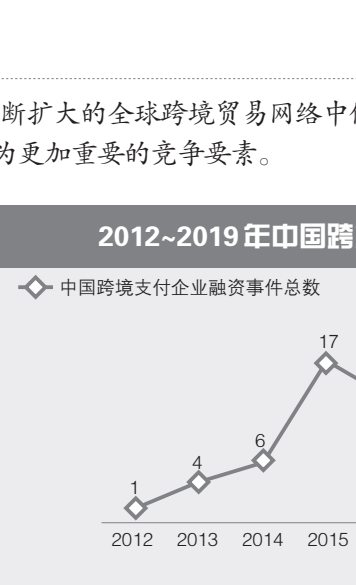 断扩大的全球跨境贸易网络中
为更加重要的竞争要素。
2012~2019年中国跨
中国跨境支付企业融资事件总数
17
6
4
1
2012 2013 2014 2015